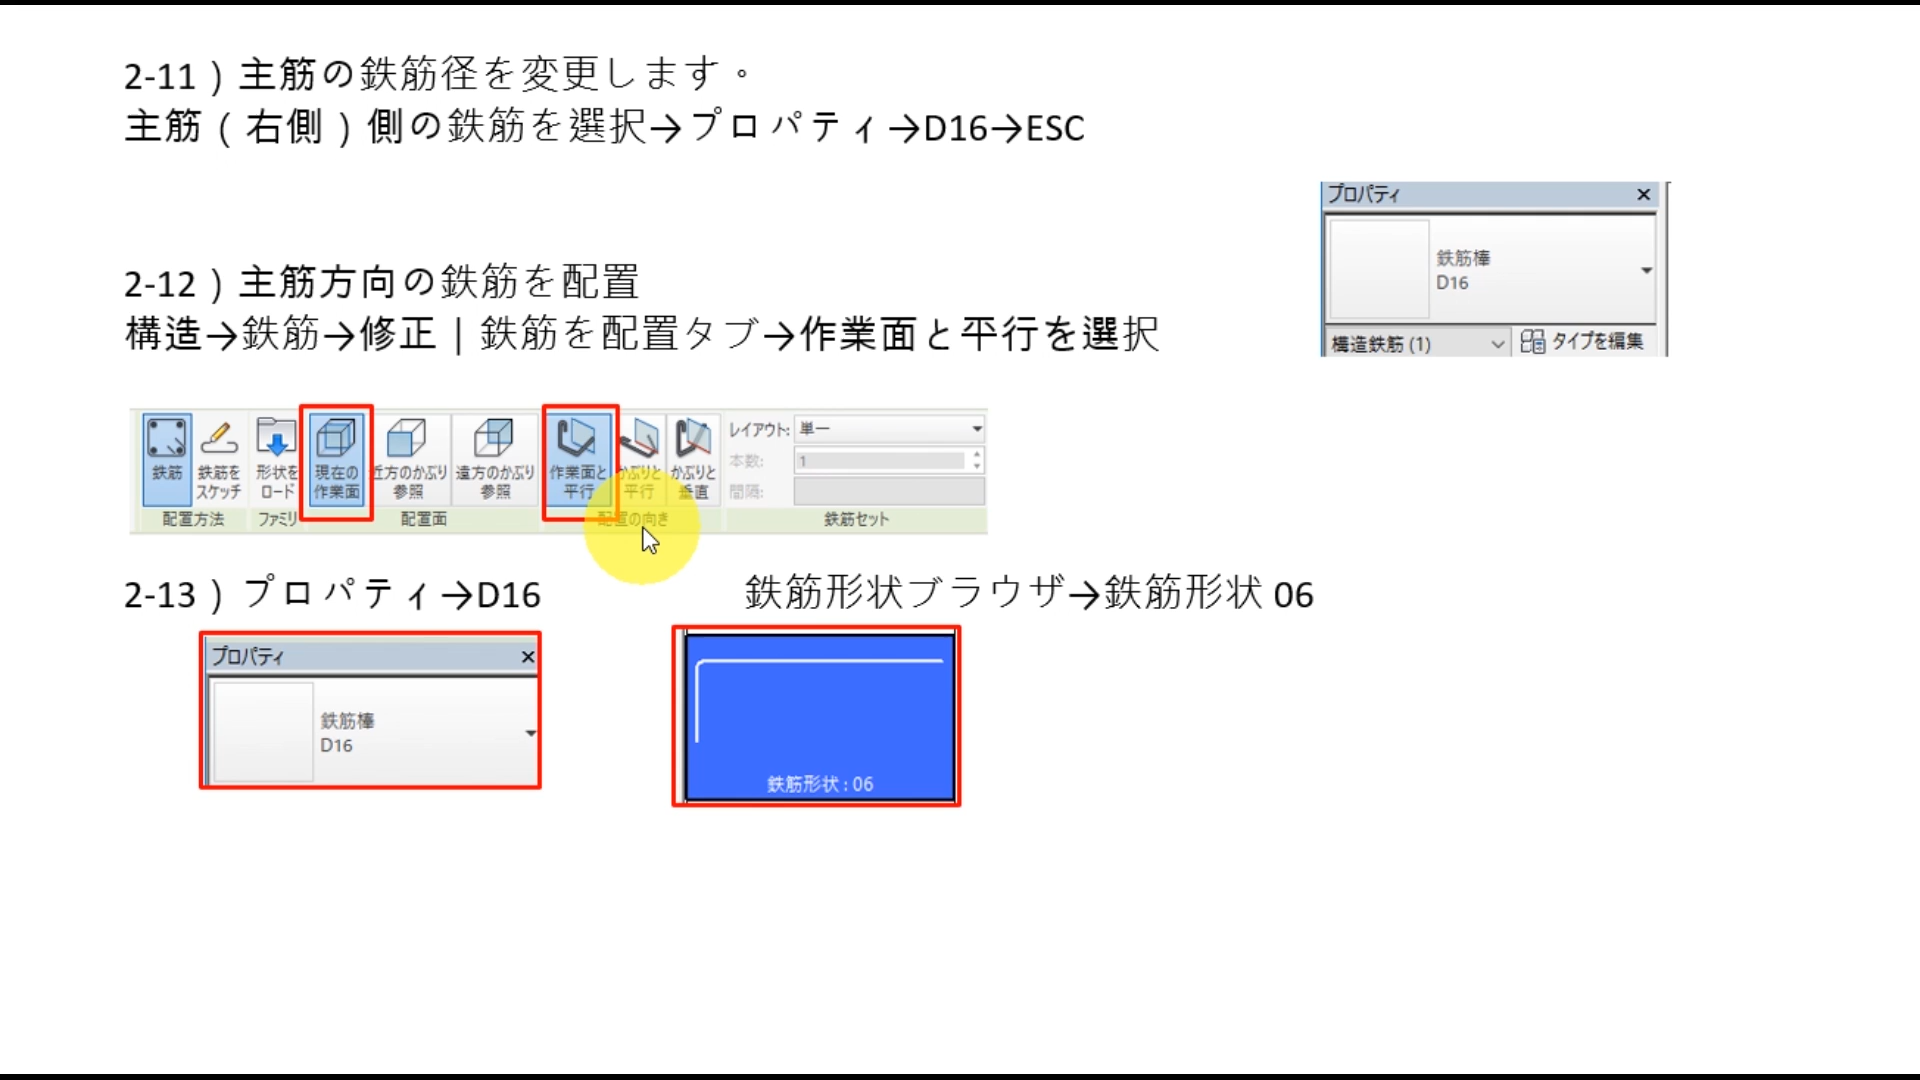 2-11）主筋の鉄筋径を変更します。
主筋（右側）側の鉄筋を選択→プロパティ→D16→ESC
プロパティ
鉄筋棒
D16
構造鉄筋 (1)
タイプを編集
2-12）主筋方向の鉄筋を配置
構造→鉄筋→修正｜鉄筋を配置タブ→作業面と平行を選択
鉄筋
鉄筋を
スケッチ
形状を
ロード
現在の
作業面
近方のかぶり
参照
遠方のかぶり
参照
作業面と
平行
かぶりと
平行
かぶりと
垂直
レイアウト: 単一
本数: 1
間隔:
配置方法
ファミリ
配置面
配置の向き
鉄筋セット
2-13）プロパティ→D16
鉄筋形状ブラウザ→鉄筋形状 06
プロパティ
鉄筋棒
D16
鉄筋形状 : 06